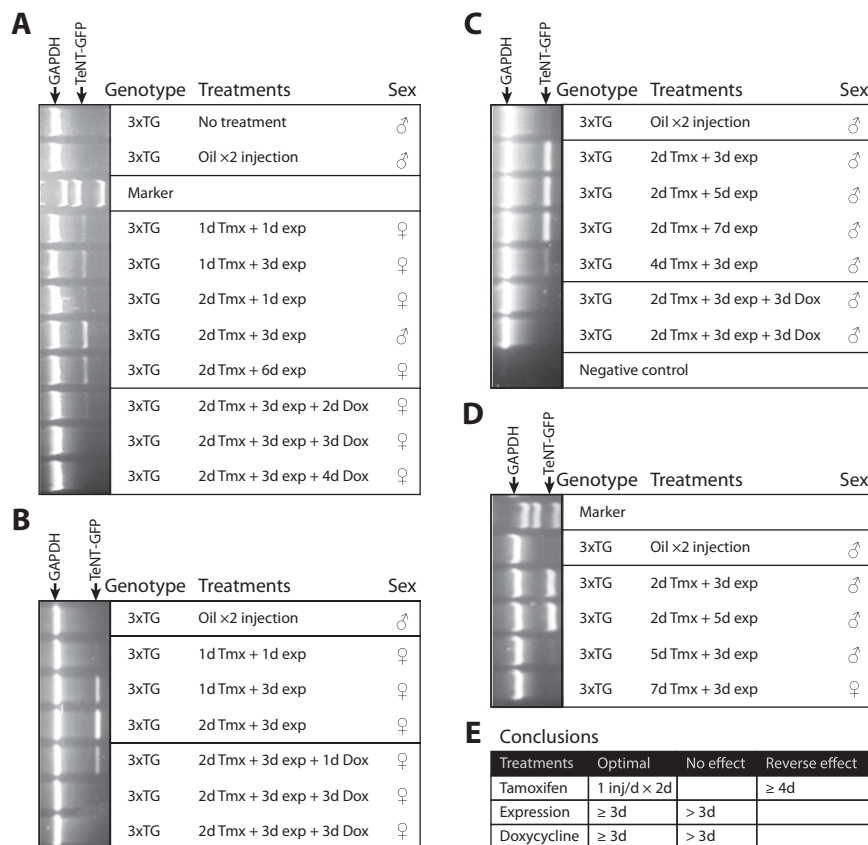 A
GAPDH
TeNT-GFP
Genotype Treatments Sex
3xTG No treatment ♂
3xTG Oil ×2 injection ♂
Marker
3xTG 1d Tmx + 1d exp ♀
3xTG 1d Tmx + 3d exp ♀
3xTG 2d Tmx + 1d exp ♀
3xTG 2d Tmx + 3d exp ♂
3xTG 2d Tmx + 6d exp ♀
3xTG 2d Tmx + 3d exp + 2d Dox ♀
3xTG 2d Tmx + 3d exp + 3d Dox ♀
3xTG 2d Tmx + 3d exp + 4d Dox ♀
B
GAPDH
TeNT-GFP
Genotype Treatments Sex
3xTG Oil ×2 injection ♂
3xTG 1d Tmx + 1d exp ♀
3xTG 1d Tmx + 3d exp ♀
3xTG 2d Tmx + 3d exp ♀
3xTG 2d Tmx + 3d exp + 1d Dox ♀
3xTG 2d Tmx + 3d exp + 3d Dox ♀
3xTG 2d Tmx + 3d exp + 3d Dox ♀
C
GAPDH
TeNT-GFP
Genotype Treatments Sex
3xTG Oil ×2 injection ♂
3xTG 2d Tmx + 3d exp ♂
3xTG 2d Tmx + 5d exp ♂
3xTG 2d Tmx + 7d exp ♂
3xTG 4d Tmx + 3d exp ♂
3xTG 2d Tmx + 3d exp + 3d Dox ♂
3xTG 2d Tmx + 3d exp + 3d Dox ♂
Negative control
D
GAPDH
TeNT-GFP
Genotype Treatments Sex
Marker
3xTG Oil ×2 injection ♂
3xTG 2d Tmx + 3d exp ♂
3xTG 2d Tmx + 5d exp ♂
3xTG 5d Tmx + 3d exp ♂
3xTG 7d Tmx + 3d exp ♀
E Conclusions
Treatments Optimal No effect Reverse effect
Tamoxifen 1 inj/d × 2d ≥ 4d
Expression ≥ 3d > 3d
Doxycycline ≥ 3d > 3d